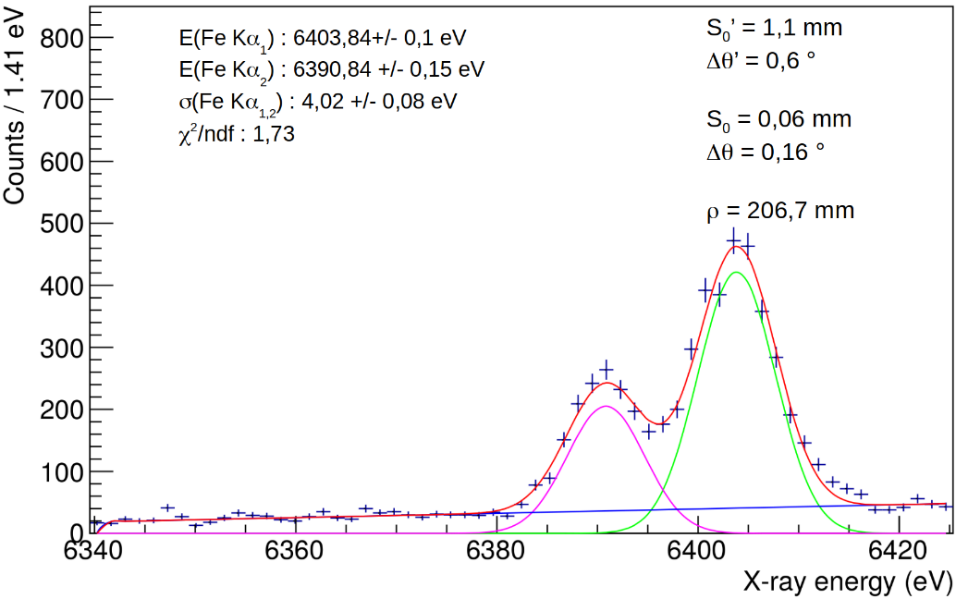 Counts / 1.41 eV
800
700
600
500
400
300
200
100
0
E(Fe Kα₁) : 6403,84+/- 0,1 eV
E(Fe Kα₂) : 6390,84 +/- 0,15 eV
σ(Fe Kα₁,₂) : 4,02 +/- 0,08 eV
χ²/ndf : 1,73
S₀’ = 1,1 mm
Δθ’ = 0,6 °
S₀ = 0,06 mm
Δθ = 0,16 °
ρ = 206,7 mm
6340 6360 6380 6400 6420
X-ray energy (eV)